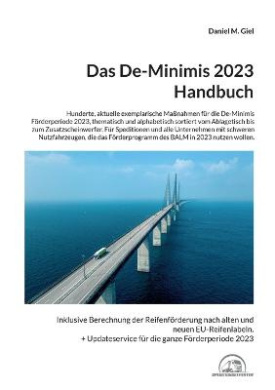 Daniel M. Giel
Das De-Minimis 2023
Handbuch
Hunderte, aktuelle exemplarische Maßnahmen für die De-Minimis
Förderperiode 2023, thematisch und alphabetisch sortiert vom Ablagetisch bis
zum Zusatzscheinwerfer. Für Speditionen und alle Unternehmen mit schweren
Nutzfahrzeugen, die das Förderprogramm des BALM in 2023 nutzen wollen.
Inklusive Berechnung der Reifenförderung nach alten und
neuen EU-Reifenlabeln.
+ Updateservice für die ganze Förderperiode 2023